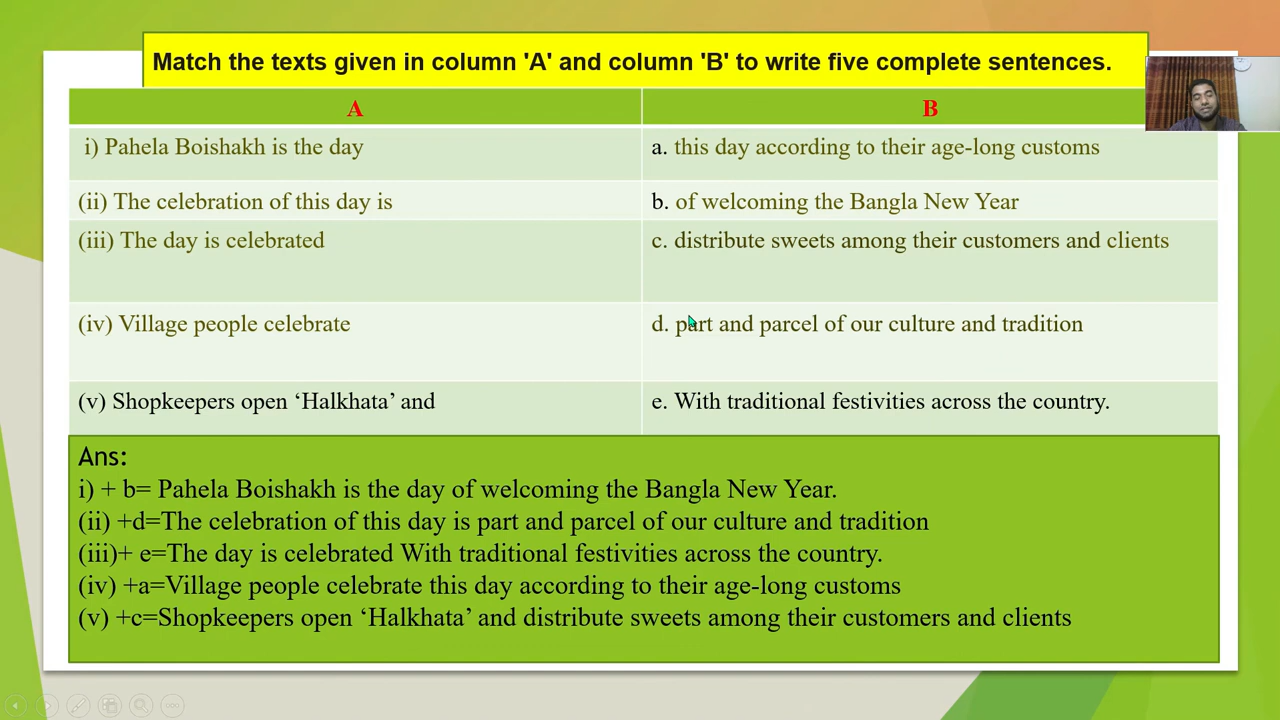 Match the texts given in column 'A' and column 'B' to write five complete sentences.
A
B
i) Pahela Boishakh is the day
a. this day according to their age-long customs
(ii) The celebration of this day is
b. of welcoming the Bangla New Year
(iii) The day is celebrated
c. distribute sweets among their customers and clients
(iv) Village people celebrate
d. part and parcel of our culture and tradition
(v) Shopkeepers open ‘Halkhata’ and
e. With traditional festivities across the country.
Ans:
i) + b= Pahela Boishakh is the day of welcoming the Bangla New Year.
(ii) +d=The celebration of this day is part and parcel of our culture and tradition
(iii)+ e=The day is celebrated With traditional festivities across the country.
(iv) +a=Village people celebrate this day according to their age-long customs
(v) +c=Shopkeepers open ‘Halkhata’ and distribute sweets among their customers and clients